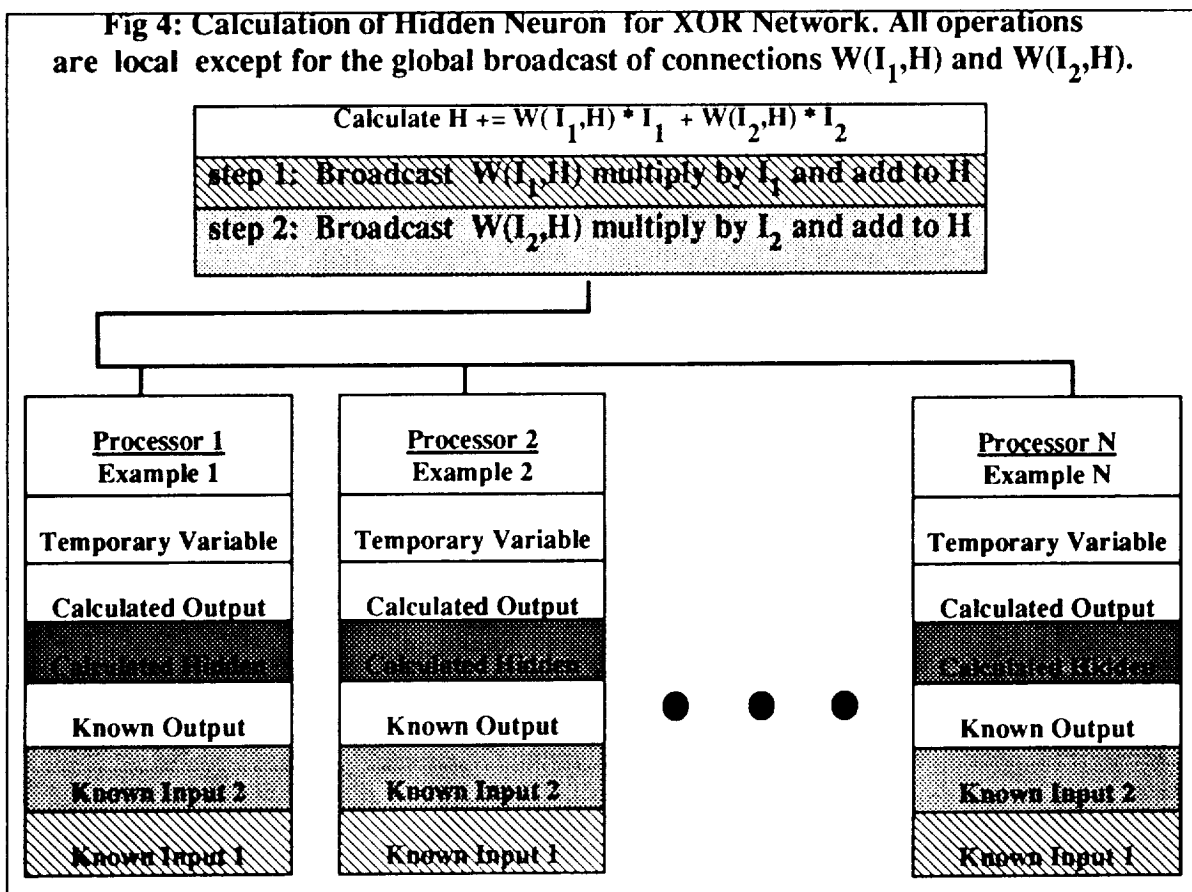 Fig 4: Calculation of Hidden Neuron for XOR Network. All operations
are local except for the global broadcast of connections W(I₁,H) and W(I₂,H).
Calculate H += W( I₁,H) * I₁ + W(I₂,H) * I₂
step 1: Broadcast W(I₁,H) multiply by I₁ and add to H
step 2: Broadcast W(I₂,H) multiply by I₂ and add to H
Processor 1
Example 1
Temporary Variable
Calculated Output
Calculated Hidden
Known Output
Known Input 2
Known Input 1
Processor 2
Example 2
Temporary Variable
Calculated Output
Calculated Hidden
Known Output
Known Input 2
Known Input 1
Processor N
Example N
Temporary Variable
Calculated Output
Calculated Hidden
Known Output
Known Input 2
Known Input 1